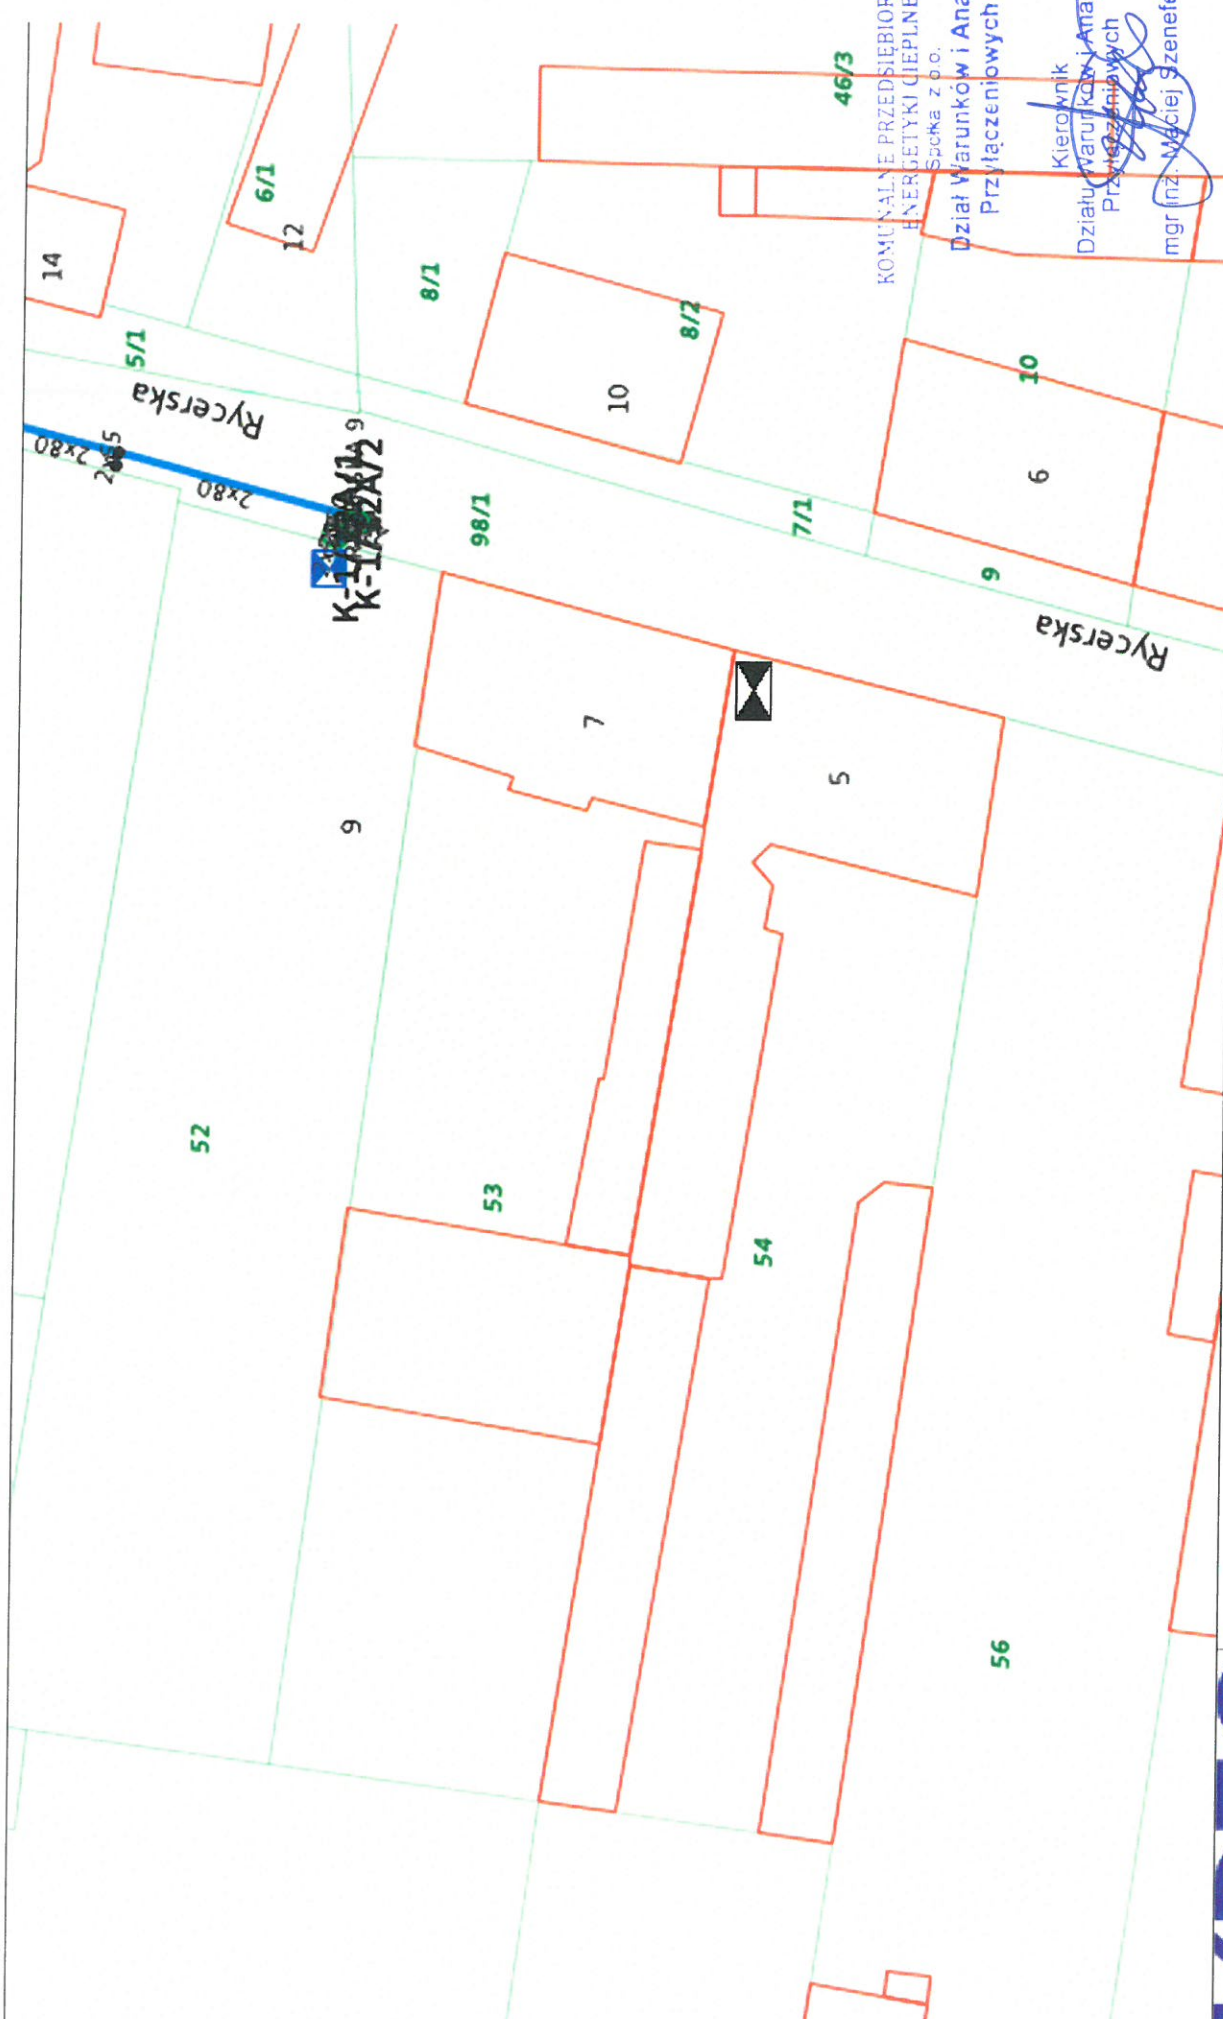 14
6/1
12
5/1
Rycerska
2x80
2x80
9
8/1
8/2
10
46/3
98/1
7/1
10
6
9
Rycerska
7
5
9
52
53
54
56
KOMUNALNE PRZEDSIĘBIOR
ENERGETYKI CIEPLNE
Spółka z o.o.
Dział Warunków i Ana
Przyłączeniowych
Kierownik
Działu Warunków i Ana
Przyłączeniowych
mgr inż. Maciej Szenefe